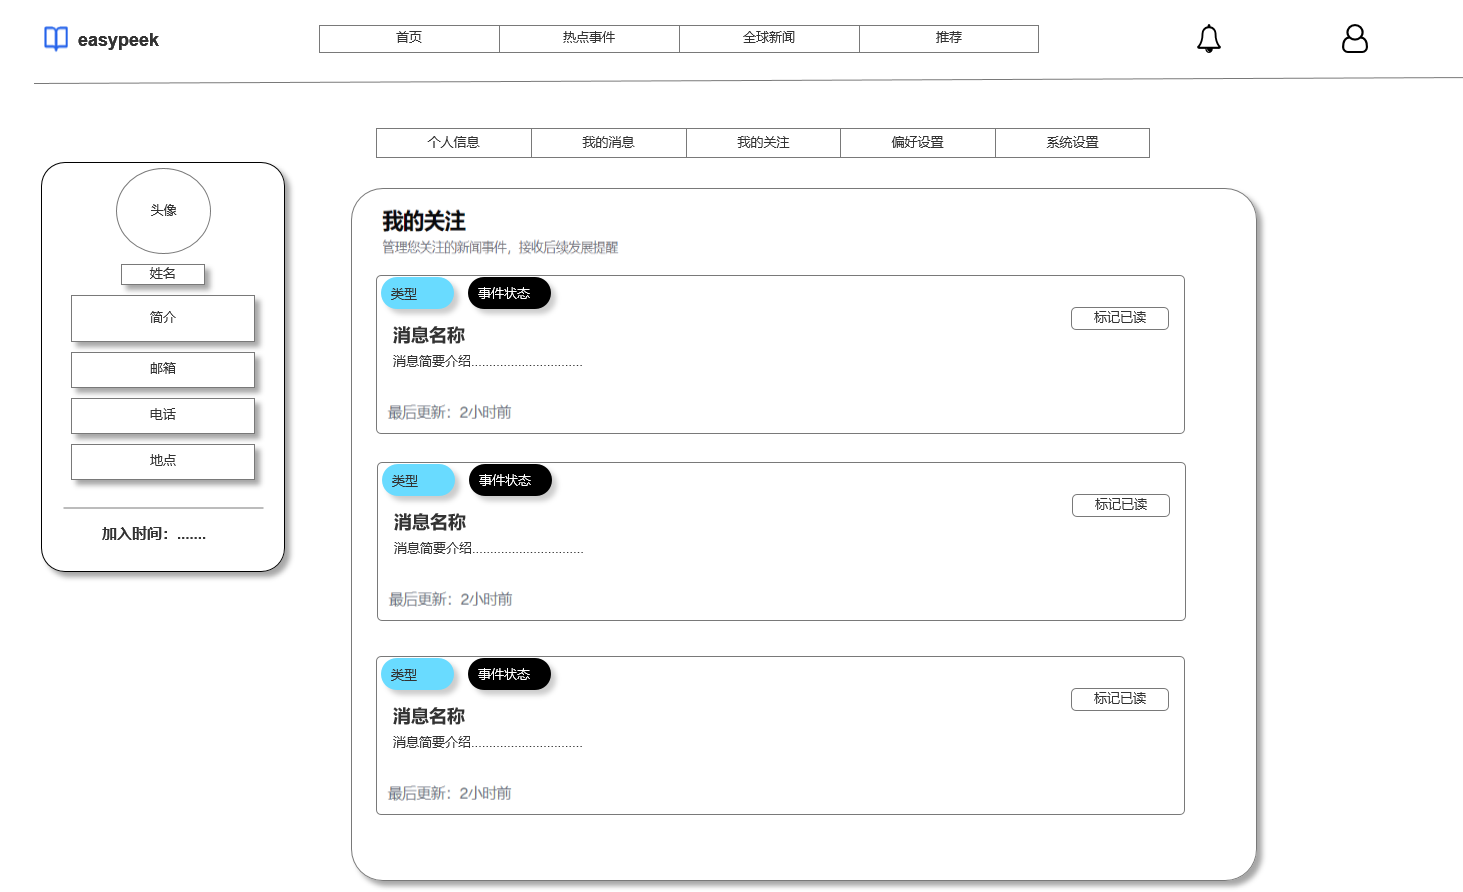 easypeek
首页 热点事件 全球新闻 推荐
个人信息 我的消息 我的关注 偏好设置 系统设置
头像
姓名
简介
邮箱
电话
地点
加入时间：.......
我的关注
管理您关注的新闻事件，接收后续发展提醒
类型 事件状态
标记已读
消息名称
消息简要介绍...............................
最后更新：2小时前
类型 事件状态
标记已读
消息名称
消息简要介绍...............................
最后更新：2小时前
类型 事件状态
标记已读
消息名称
消息简要介绍...............................
最后更新：2小时前